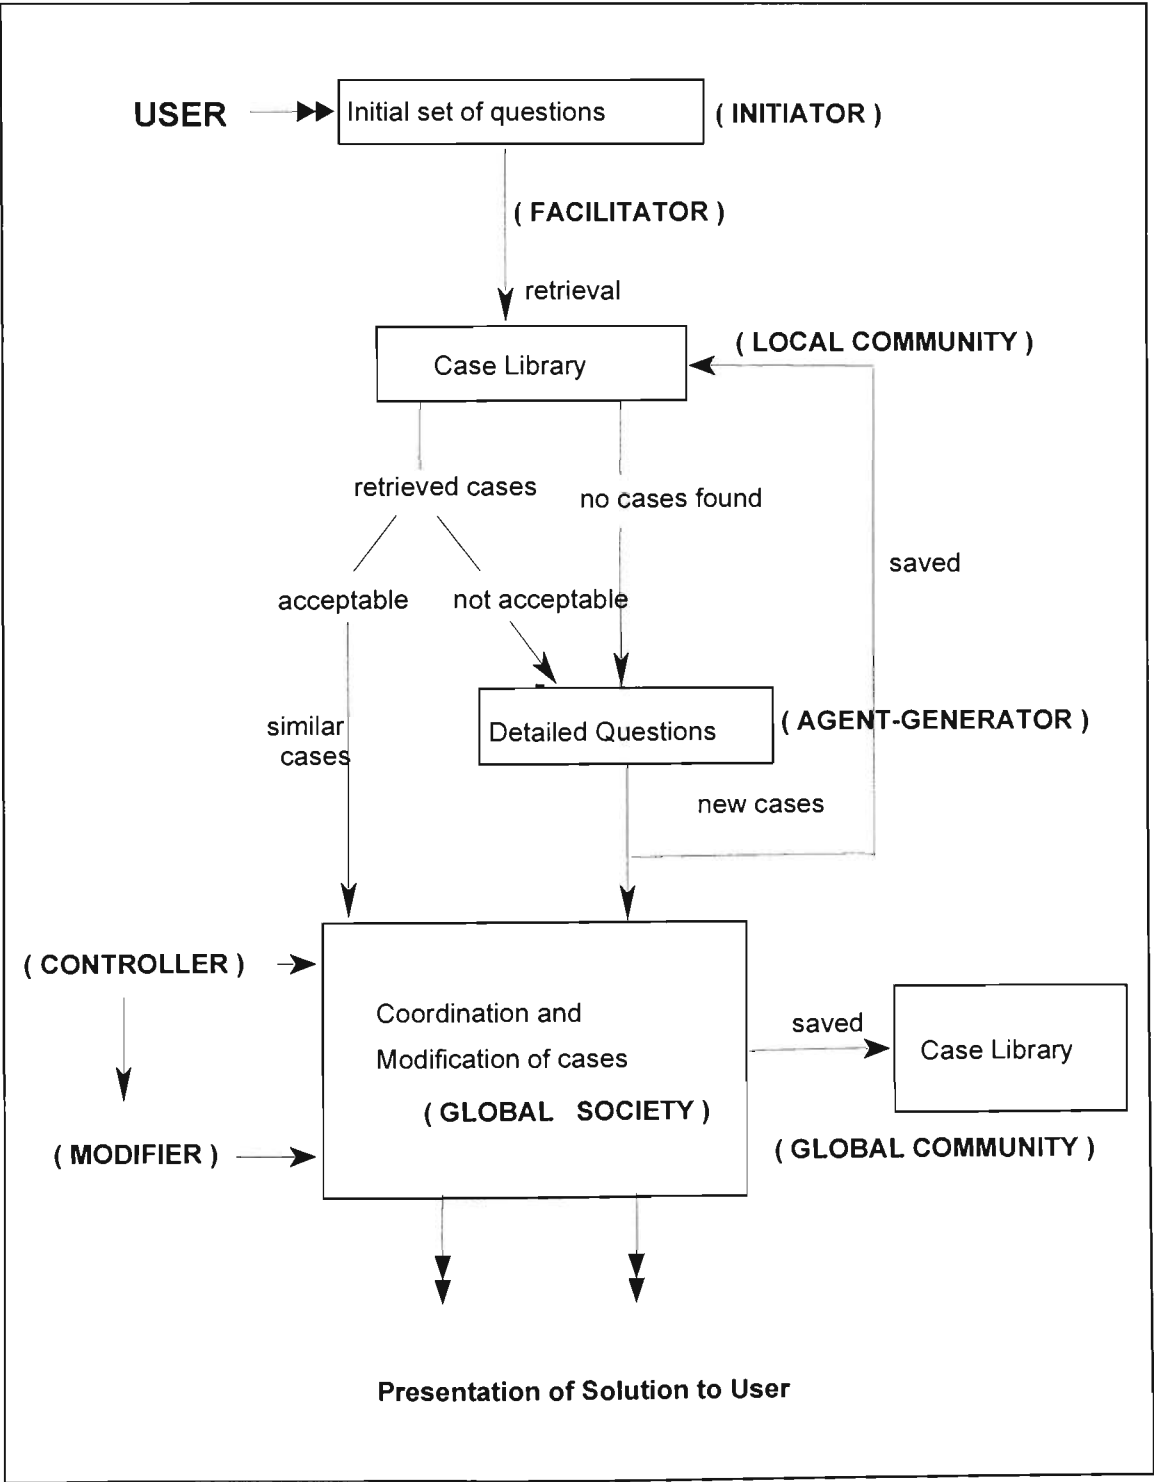 USER
Initial set of questions
( INITIATOR )
( FACILITATOR )
retrieval
( LOCAL COMMUNITY )
Case Library
retrieved cases
no cases found
saved
acceptable
not acceptable
similar
cases
Detailed Questions
( AGENT-GENERATOR )
new cases
( CONTROLLER )
Coordination and
Modification of cases
( GLOBAL SOCIETY )
saved
Case Library
( MODIFIER )
( GLOBAL COMMUNITY )
Presentation of Solution to User